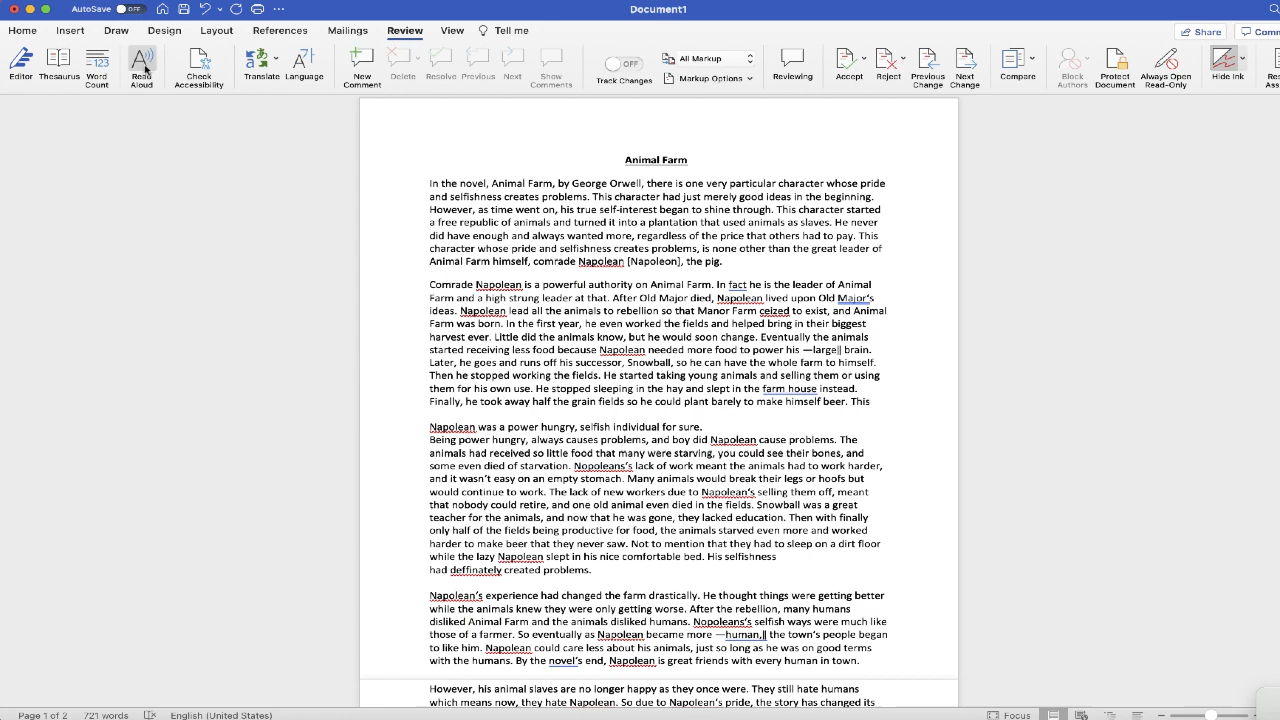 AutoSave OFF Document1
Home Insert Draw Design Layout References Mailings Review View Tell me Share
Editor Thesaurus Word Count Read Aloud Check Accessibility Translate Language New Comment Delete Resolve Previous Next Show Comments OFF Track Changes All Markup Markup Options Reviewing Accept Reject Previous Change Next Change Compare Block Authors Protect Document Always Open Read-Only Hide Ink
Animal Farm
In the novel, Animal Farm, by George Orwell, there is one very particular character whose pride
and selfishness creates problems. This character had just merely good ideas in the beginning.
However, as time went on, his true self-interest began to shine through. This character started
a free republic of animals and turned it into a plantation that used animals as slaves. He never
did have enough and always wanted more, regardless of the price that others had to pay. This
character whose pride and selfishness creates problems, is none other than the great leader of
Animal Farm himself, comrade Napolean [Napoleon], the pig.
Comrade Napolean is a powerful authority on Animal Farm. In fact he is the leader of Animal
Farm and a high strung leader at that. After Old Major died, Napolean lived upon Old Major's
ideas. Napolean lead all the animals to rebellion so that Manor Farm ceized to exist, and Animal
Farm was born. In the first year, he even worked the fields and helped bring in their biggest
harvest ever. Little did the animals know, but he would soon change. Eventually the animals
started receiving less food because Napolean needed more food to power his ―large‖ brain.
Later, he goes and runs off his successor, Snowball, so he can have the whole farm to himself.
Then he stopped working the fields. He started taking young animals and selling them or using
them for his own use. He stopped sleeping in the hay and slept in the farm house instead.
Finally, he took away half the grain fields so he could plant barely to make himself beer. This
Napolean was a power hungry, selfish individual for sure.
Being power hungry, always causes problems, and boy did Napolean cause problems. The
animals had received so little food that many were starving, you could see their bones, and
some even died of starvation. Nopoleans's lack of work meant the animals had to work harder,
and it wasn't easy on an empty stomach. Many animals would break their legs or hoofs but
would continue to work. The lack of new workers due to Napolean's selling them off, meant
that nobody could retire, and one old animal even died in the fields. Snowball was a great
teacher for the animals, and now that he was gone, they lacked education. Then with finally
only half of the fields being productive for food, the animals starved even more and worked
harder to make beer that they never saw. Not to mention that they had to sleep on a dirt floor
while the lazy Napolean slept in his nice comfortable bed. His selfishness
had deffinately created problems.
Napolean's experience had changed the farm drastically. He thought things were getting better
while the animals knew they were only getting worse. After the rebellion, many humans
disliked Animal Farm and the animals disliked humans. Nopoleans's selfish ways were much like
those of a farmer. So eventually as Napolean became more ―human,‖ the town's people began
to like him. Napolean could care less about his animals, just so long as he was on good terms
with the humans. By the novel's end, Napolean is great friends with every human in town.
However, his animal slaves are no longer happy as they once were. They still hate humans
which means now, they hate Napolean. So due to Napolean's pride, the story has changed its
Page 1 of 2 721 words English (United States) Focus